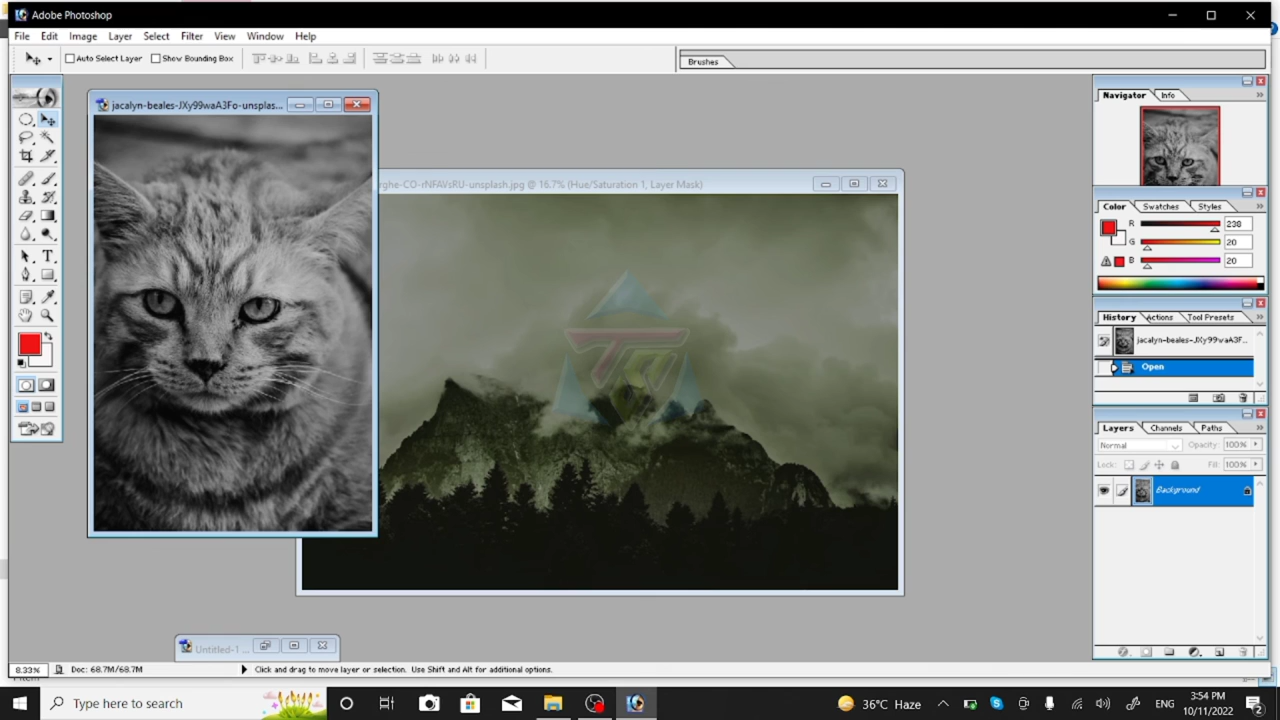 Adobe Photoshop
File Edit Image Layer Select Filter View Window Help
Auto Select Layer Show Bounding Box Brushes
jacalyn-beales-JXy99waA3Fo-unsplas...
rghe-CO-rNFAVsRU-unsplash.jpg @ 16.7% (Hue/Saturation 1, Layer Mask)
Navigator Info
Color Swatches Styles
R 238
G 20
B 20
History Actions Tool Presets
jacalyn-beales-JXy99waA3F...
Open
Layers Channels Paths
Normal Opacity: 100%
Lock: Fill: 100%
Background
Untitled-1 ...
8.33% Doc: 68.7M/68.7M Click and drag to move layer or selection. Use Shift and Alt for additional options.
Type here to search
36°C Haze
ENG
3:54 PM
10/11/2022
2